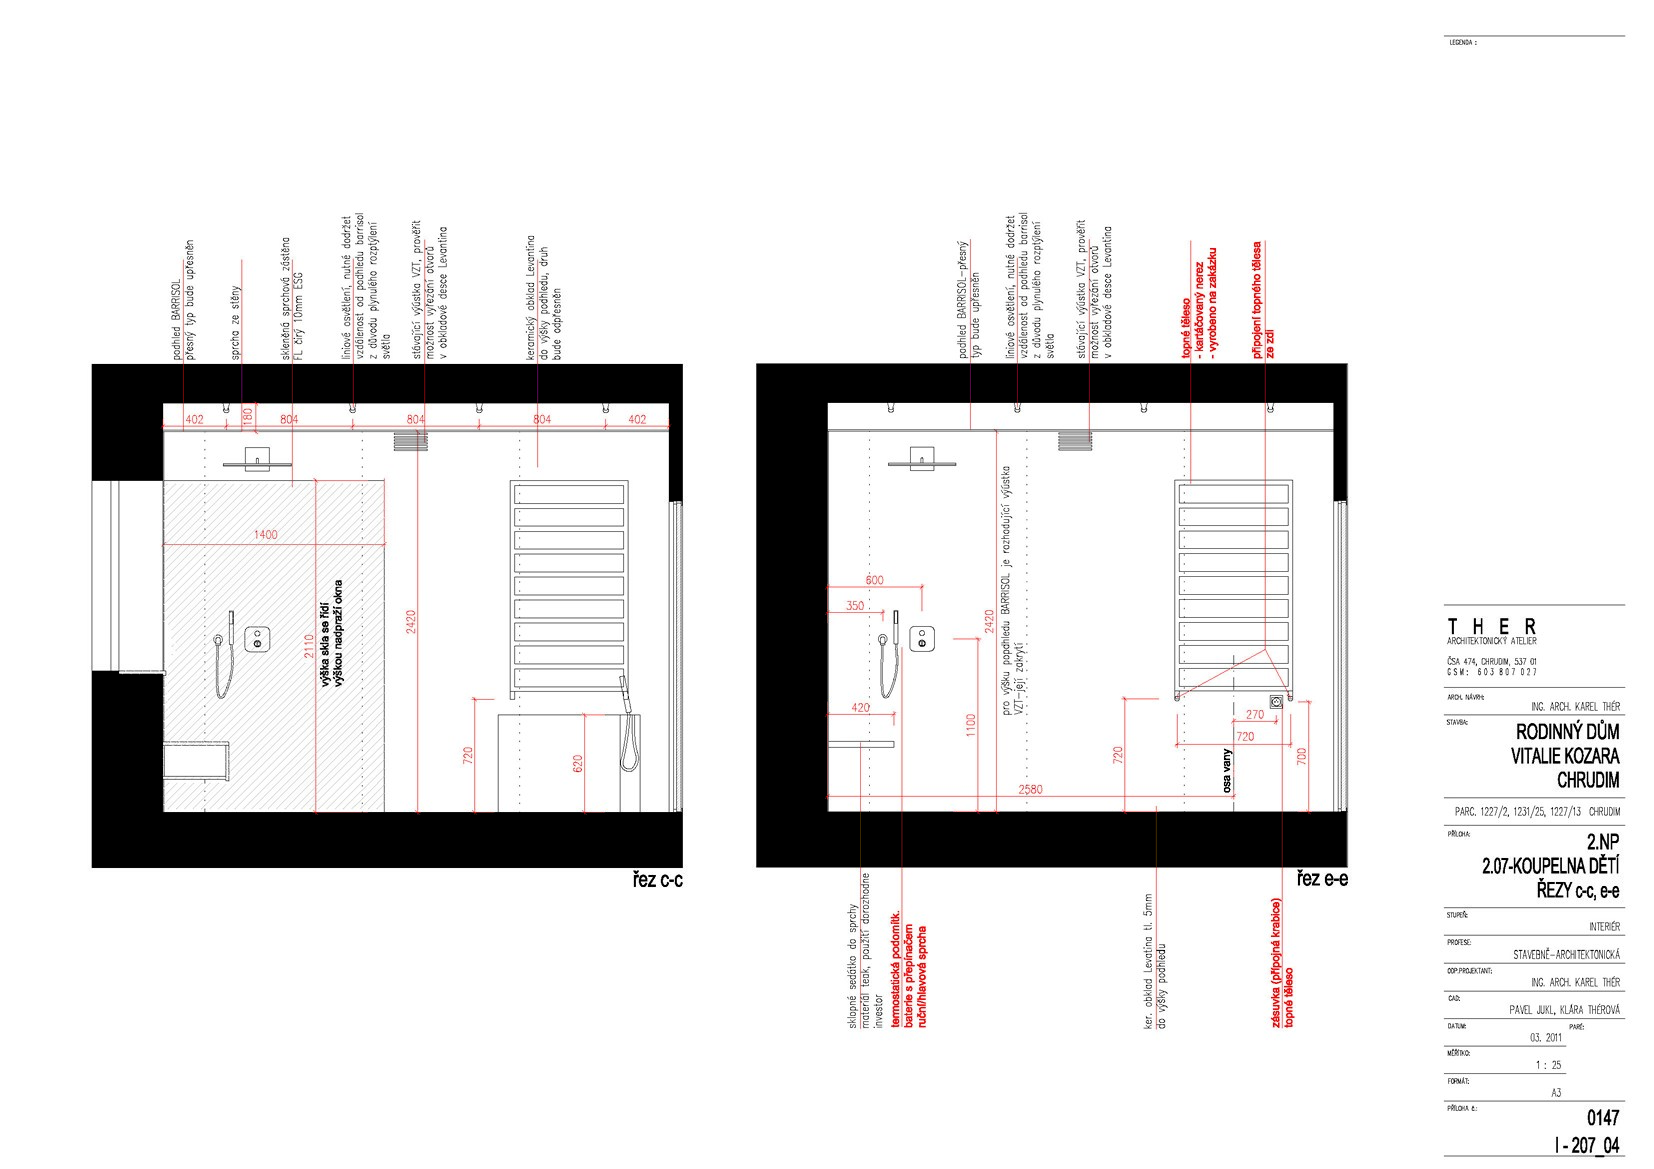 LEGENDA :
podhled BARRISOL
přesný typ bude upřesněn
sprcha ze stěny
skleněná sprchová zástěna
FL čirý 10mm ESG
liniové osvětlení, nutné dodržet
vzdálenost od podhledu barrisol
z důvodu plynulého rozptýlení
světla
stávající výústka VZT, prověřit
možnost vyřezání otvorů
v obkladové desce Levantina
keramický obklad Levantina
do výšky podhledu, druh
bude odpřesněn
402
180
804
804
804
402
1400
2110
výška skla se řídí
výškou nadpraží okna
2420
720
620
řez c-c
podhled BARRISOL-přesný
typ bude upřesněn
liniové osvětlení, nutné dodržet
vzdálenost od podhledu barrisol
z důvodu plynulého rozptýlení
světla
stávající výústka VZT, prověřit
možnost vyřezání otvorů
v obkladové desce Levantina
topné těleso
- kartáčovaný nerez
- vyrobeno na zakázku
připojení topného tělesa
ze zdi
600
350
420
1100
2420
pro výšku popdhledu BARRISOL je rozhodující výústka
VZT-její zakrytí
2580
720
osa vany
270
720
700
sklopné sedátko do sprchy
materiál teak, použití dorozhodne
investor
termostatická podomítk.
baterie s přepínačem
ruční/hlavová sprcha
ker. obklad Levatina tl. 5mm
do výšky podhledu
zásuvka (přípojná krabice)
topné těleso
řez e-e
THER
ARCHITEKTONICKÝ ATELIER
ČSA 474, CHRUDIM, 537 01
GSM: 603 807 027
ARCH. NÁVRH:
ING. ARCH. KAREL THÉR
STAVBA:
RODINNÝ DŮM
VITALIE KOZARA
CHRUDIM
PARC. 1227/2, 1231/25, 1227/13 CHRUDIM
PŘÍLOHA:
2.NP
2.07-KOUPELNA DĚTÍ
ŘEZY c-c, e-e
STUPEŇ:
INTERIÉR
PROFESE:
STAVEBNĚ-ARCHITEKTONICKÁ
ODP.PROJEKTANT:
ING. ARCH. KAREL THÉR
CAD:
PAVEL JUKL, KLÁRA THÉROVÁ
DATUM: PARÉ:
03. 2011
MĚŘÍTKO:
1 : 25
FORMÁT:
A3
PŘÍLOHA č.:
0147
I - 207_04